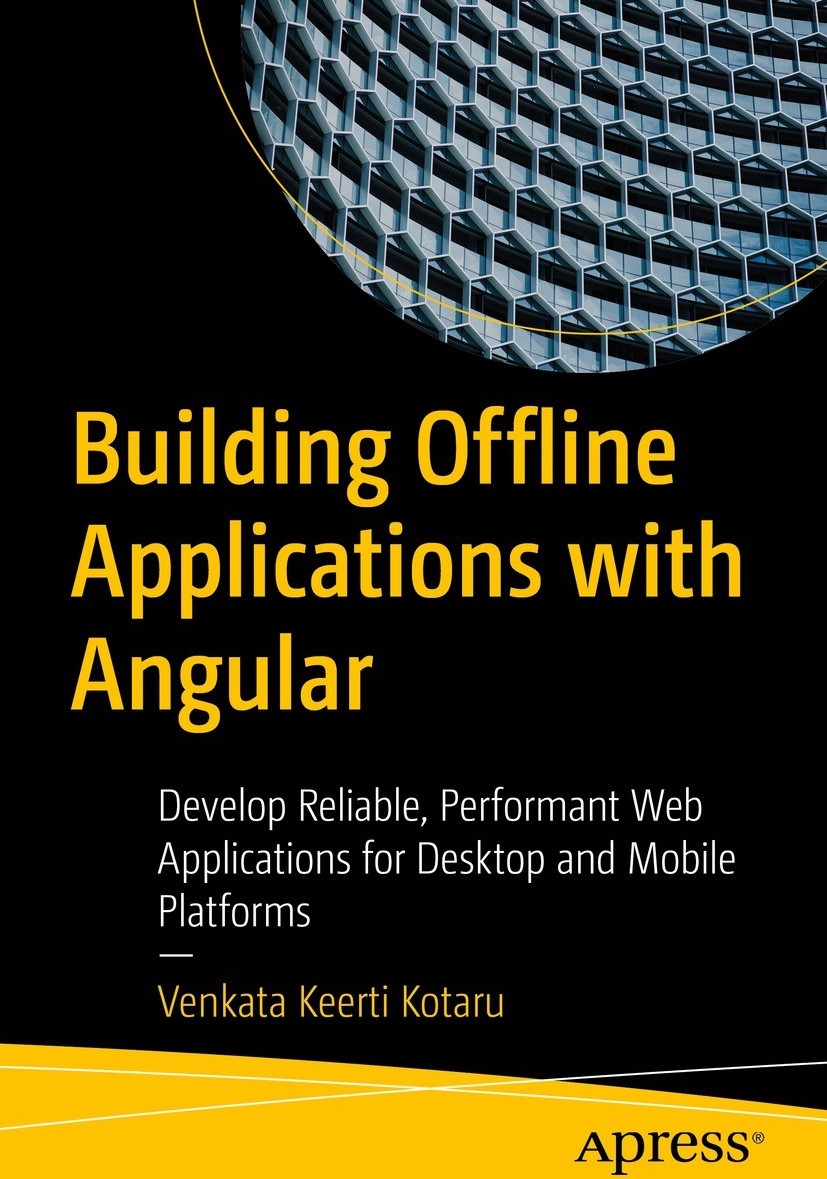 Building Offline
Applications with
Angular
Develop Reliable, Performant Web
Applications for Desktop and Mobile
Platforms
—
Venkata Keerti Kotaru
Apress®